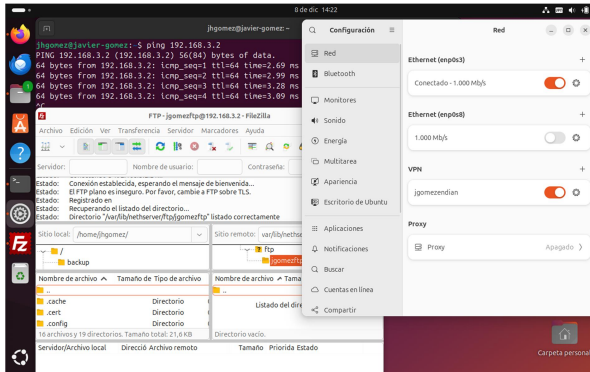 8 de dic 14:22
jhgomez@javier-gomez: ~
jhgomez@javier-gomez:~$ ping 192.168.3.2
PING 192.168.3.2 (192.168.3.2) 56(84) bytes of data.
64 bytes from 192.168.3.2: icmp_seq=1 ttl=64 time=2.69 ms
64 bytes from 192.168.3.2: icmp_seq=2 ttl=64 time=2.99 ms
64 bytes from 192.168.3.2: icmp_seq=3 ttl=64 time=3.28 ms
64 bytes from 192.168.3.2: icmp_seq=4 ttl=64 time=3.09 ms
^C
FTP - jgomezftp@192.168.3.2 - FileZilla
Archivo Edición Ver Transferencia Servidor Marcadores Ayuda
Servidor: Nombre de usuario: Contraseña:
Estado: Conexión establecida, esperando el mensaje de bienvenida...
Estado: El FTP plano es inseguro. Por favor, cambie a FTP sobre TLS.
Estado: Registrado en
Estado: Recuperando el listado del directorio...
Estado: Directorio "/var/lib/nethserver/ftp/jgomezftp" listado correctamente
Sitio local: /home/jhgomez/
Sitio remoto: var/lib/nethse
/
backup
ftp
jgomezft
Nombre de archivo Tamaño de Tipo de archivo
Nombre de archivo Tama
..
.cache Directorio
.cert Directorio
.config Directorio
..
Listado del dire
16 archivos y 19 directorios. Tamaño total: 21,6 KB
Directorio vacío.
Servidor/Archivo local Direcció Archivo remoto Tamaño Priorida Estado
Configuración
Red
Bluetooth
Monitores
Sonido
Energía
Multitarea
Apariencia
Escritorio de Ubuntu
Aplicaciones
Notificaciones
Buscar
Cuentas en línea
Compartir
Red
Ethernet (enp0s3)
Conectado - 1.000 Mb/s
Ethernet (enp0s8)
1.000 Mb/s
VPN
jgomezendian
Proxy
Proxy Apagado
Carpeta personal